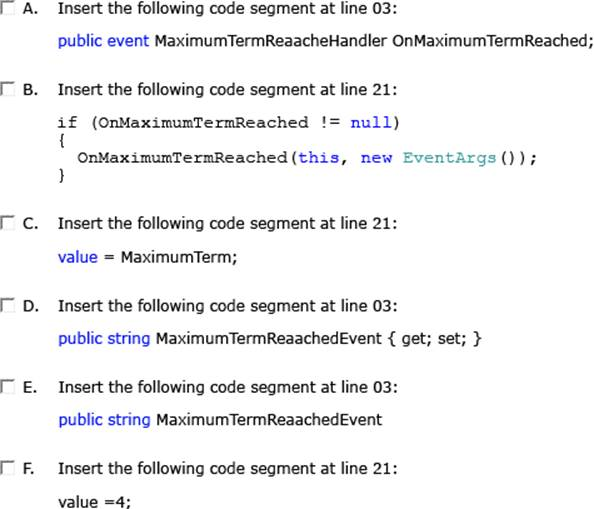 A. Insert the following code segment at line 03:
public event MaximumTermReaacheHandler OnMaximumTermReached;
B. Insert the following code segment at line 21:
if (OnMaximumTermReached != null)
{
OnMaximumTermReached(this, new EventArgs());
}
C. Insert the following code segment at line 21:
value = MaximumTerm;
D. Insert the following code segment at line 03:
public string MaximumTermReaachedEvent { get; set; }
E. Insert the following code segment at line 03:
public string MaximumTermReaachedEvent
F. Insert the following code segment at line 21:
value =4;